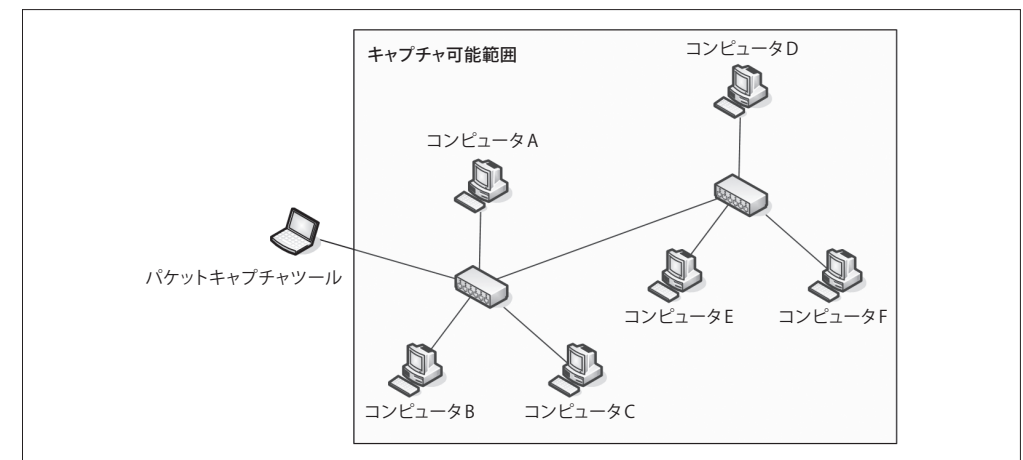 キャプチャ可能範囲
コンピュータD
コンピュータA
パケットキャプチャツール
コンピュータE
コンピュータF
コンピュータB
コンピュータC